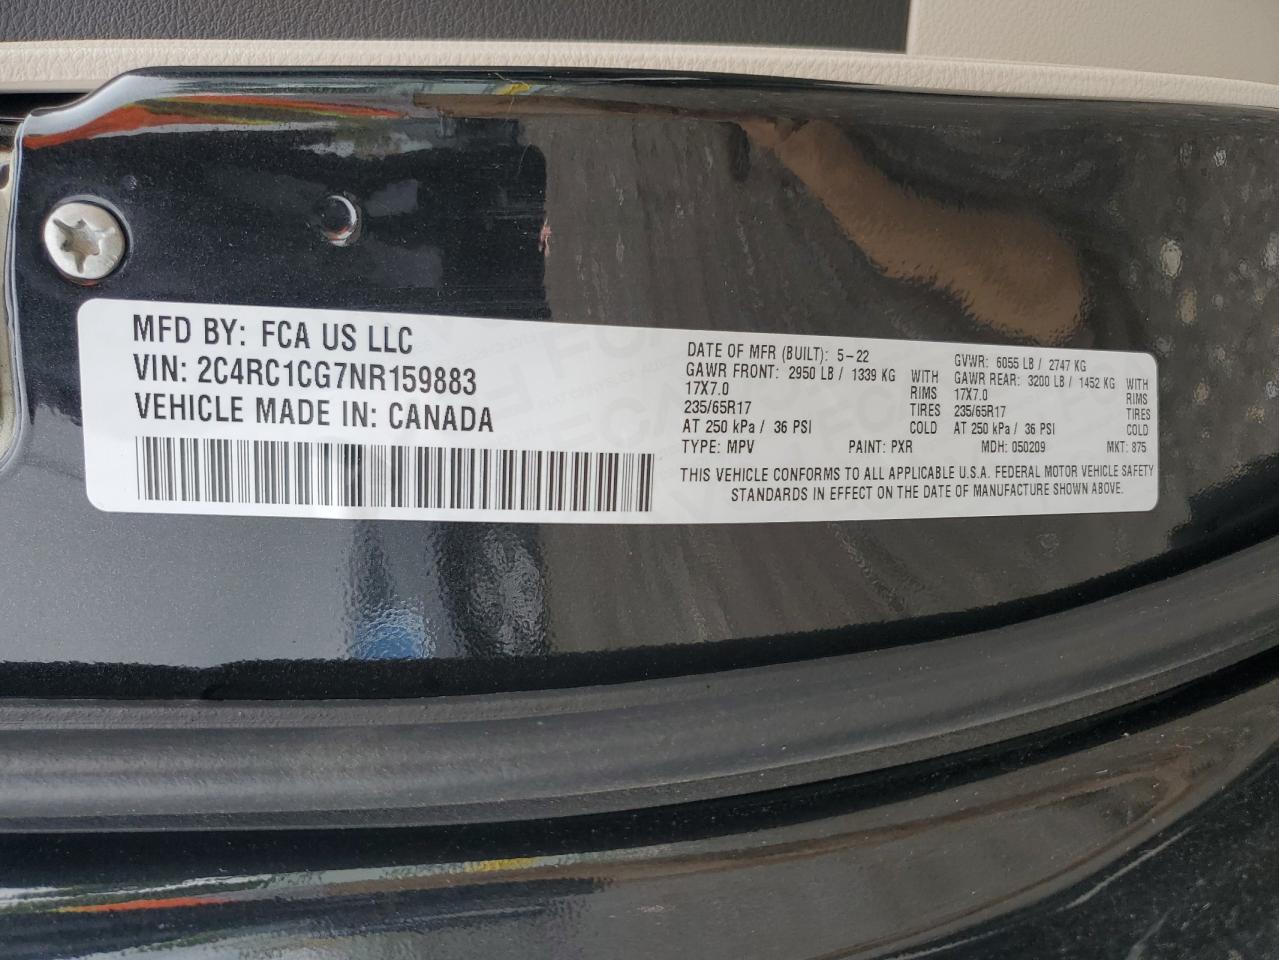 MFD BY: FCA US LLC
VIN: 2C4RC1CG7NR159883
VEHICLE MADE IN: CANADA
DATE OF MFR (BUILT): 5-22
GAWR FRONT: 2950 LB / 1339 KG WITH
17X7.0 RIMS
235/65R17 TIRES
AT 250 kPa / 36 PSI COLD
GVWR: 6055 LB / 2747 KG
GAWR REAR: 3200 LB / 1452 KG WITH
17X7.0 RIMS
235/65R17 TIRES
AT 250 kPa / 36 PSI COLD
TYPE: MPV PAINT: PXR MDH: 050209 MKT: 875
THIS VEHICLE CONFORMS TO ALL APPLICABLE U.S.A. FEDERAL MOTOR VEHICLE SAFETY
STANDARDS IN EFFECT ON THE DATE OF MANUFACTURE SHOWN ABOVE.